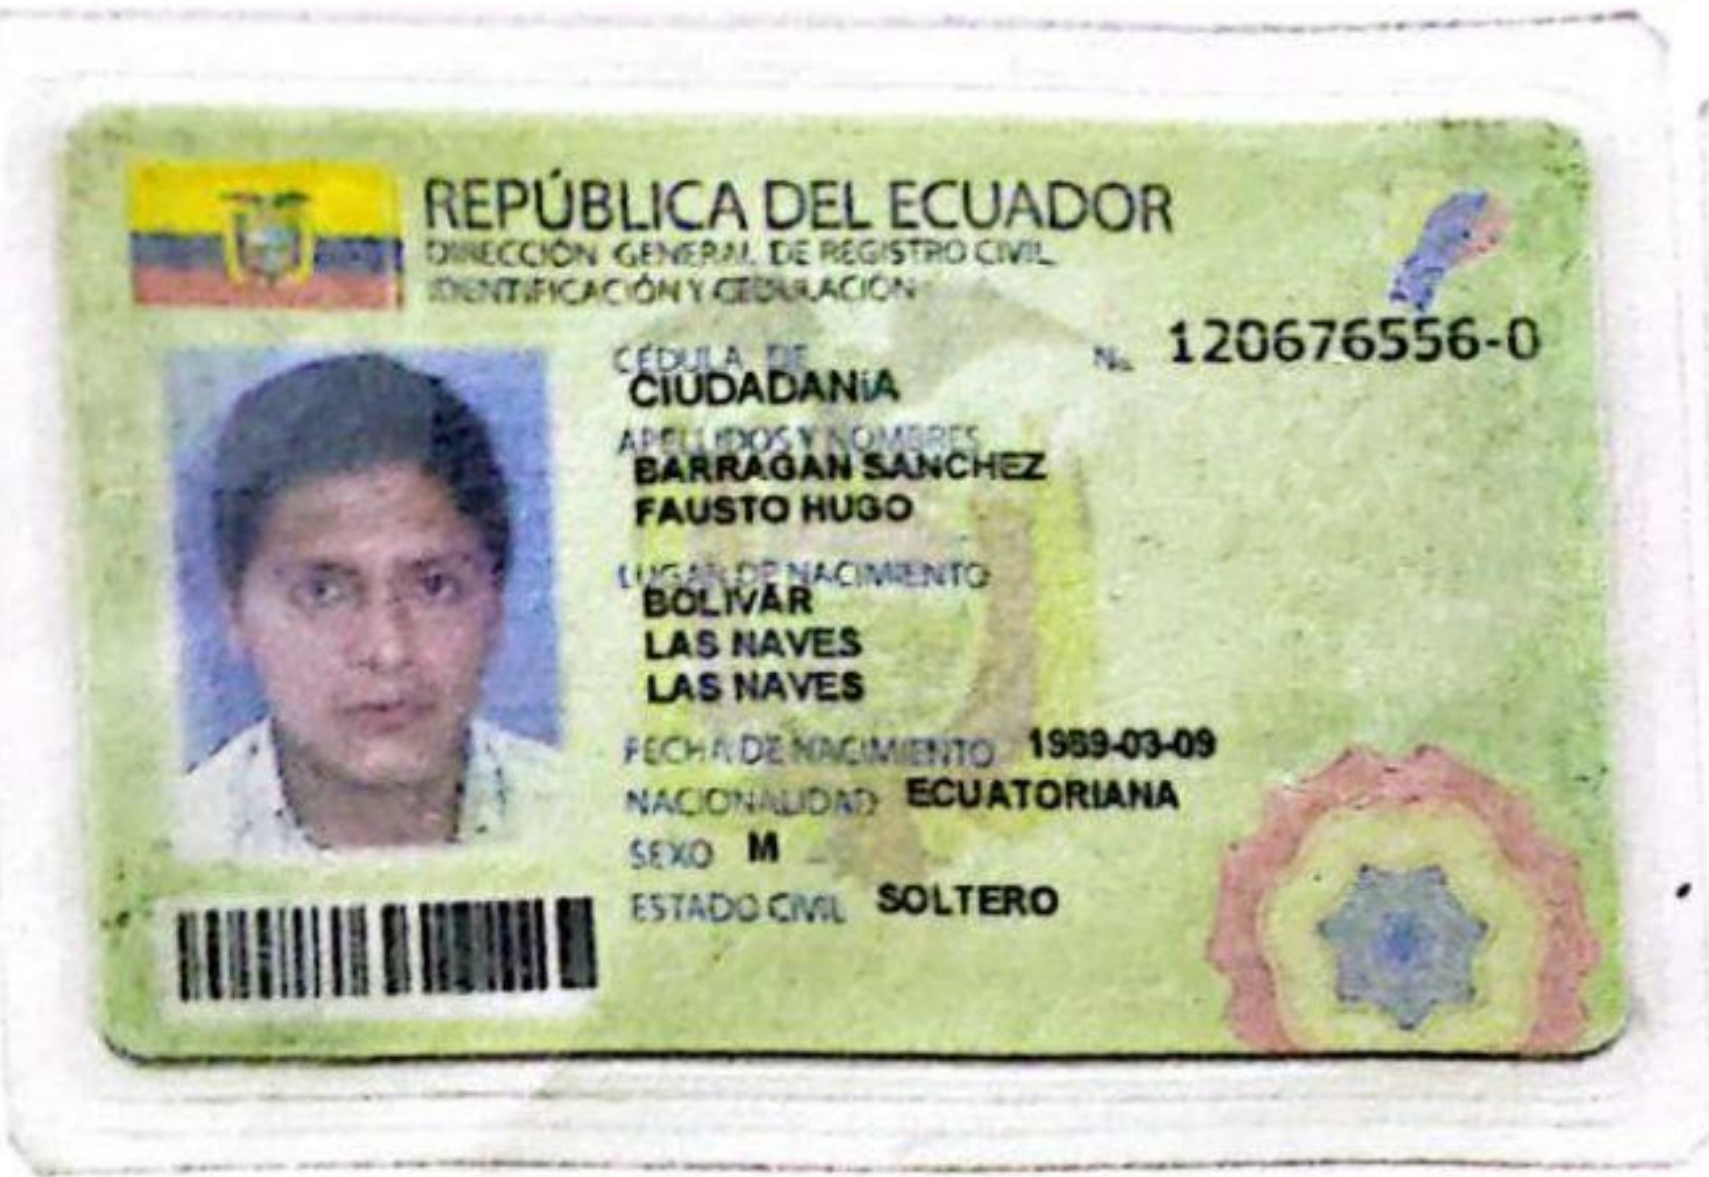 REPÚBLICA DEL ECUADOR
DIRECCIÓN GENERAL DE REGISTRO CIVIL
IDENTIFICACIÓN Y CEDULACIÓN
CÉDULA DE
CIUDADANÍA
No. 120676556-0
APELLIDOS Y NOMBRES
BARRAGAN SANCHEZ
FAUSTO HUGO
LUGAR DE NACIMIENTO
BOLIVAR
LAS NAVES
LAS NAVES
FECHA DE NACIMIENTO 1989-03-09
NACIONALIDAD ECUATORIANA
SEXO M
ESTADO CIVIL SOLTERO